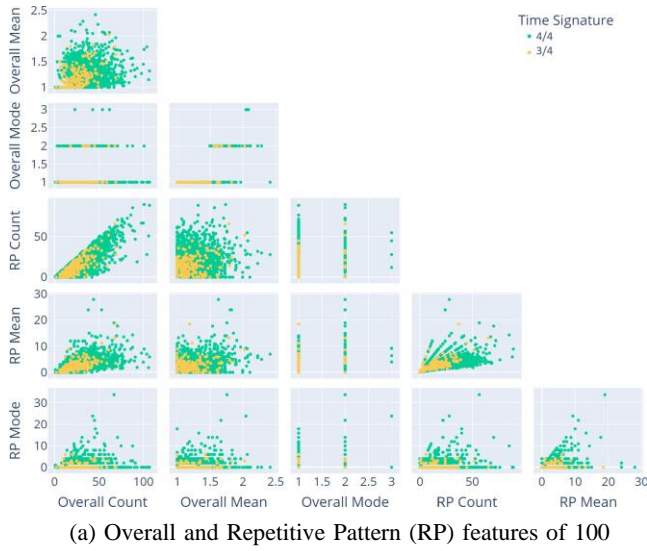 Time Signature
4/4
3/4
Overall Mean
2.5
2
1.5
1
Overall Mode
3
2.5
2
1.5
1
RP Count
50
0
RP Mean
30
20
10
0
RP Mode
30
20
10
0
0 50 100
1 1.5 2 2.5
1 1.5 2 2.5 3
0 50
0 10 20 30
Overall Count
Overall Mean
Overall Mode
RP Count
RP Mean
(a) Overall and Repetitive Pattern (RP) features of 100